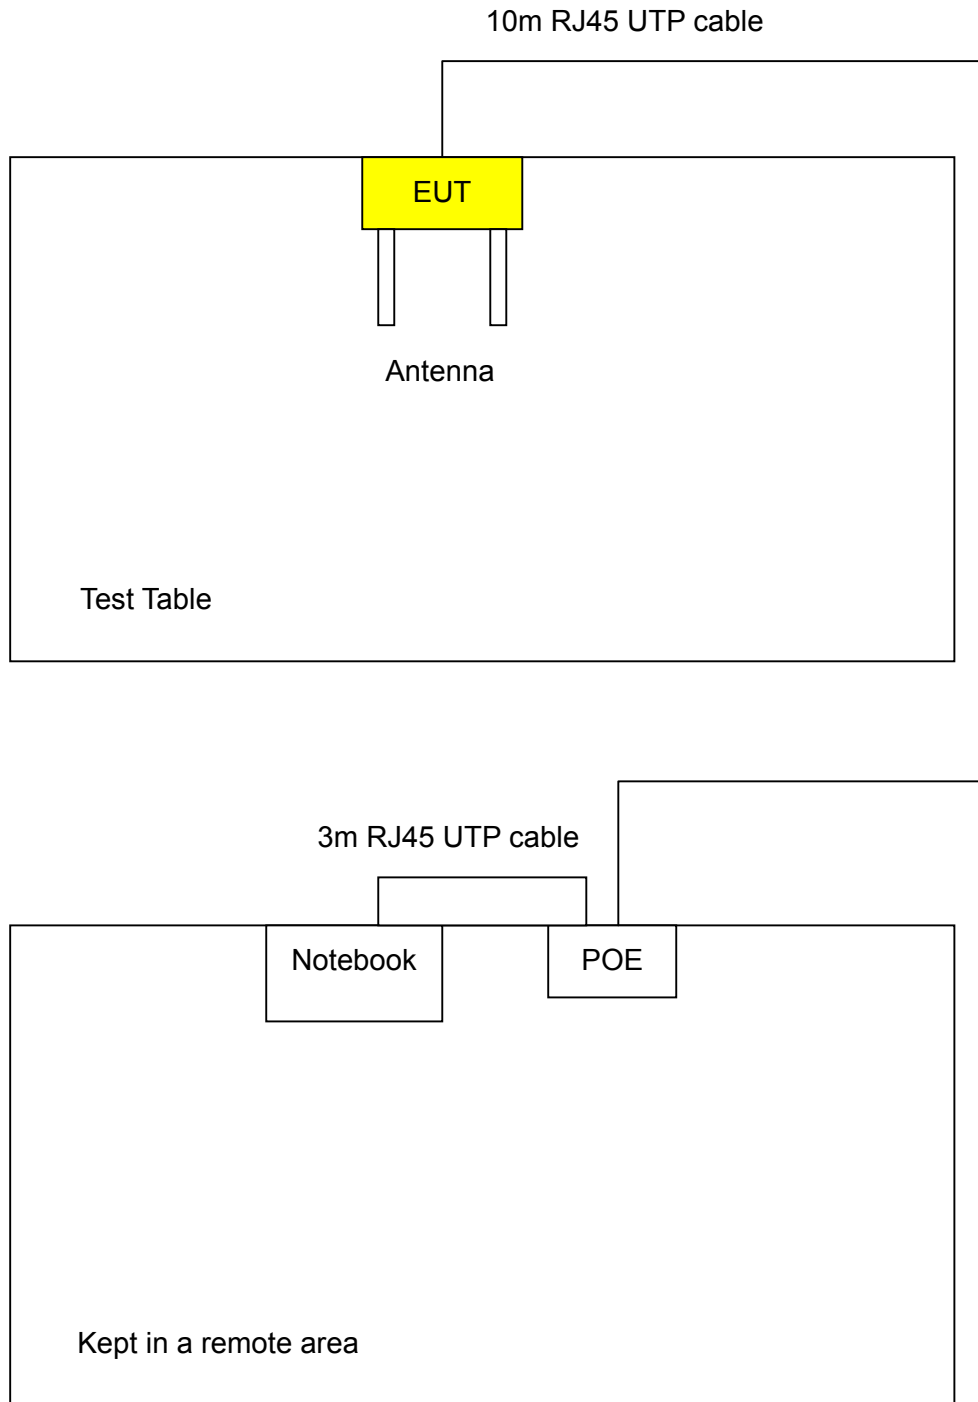 10m RJ45 UTP cable
EUT
Antenna
Test Table
3m RJ45 UTP cable
Notebook
POE
Kept in a remote area